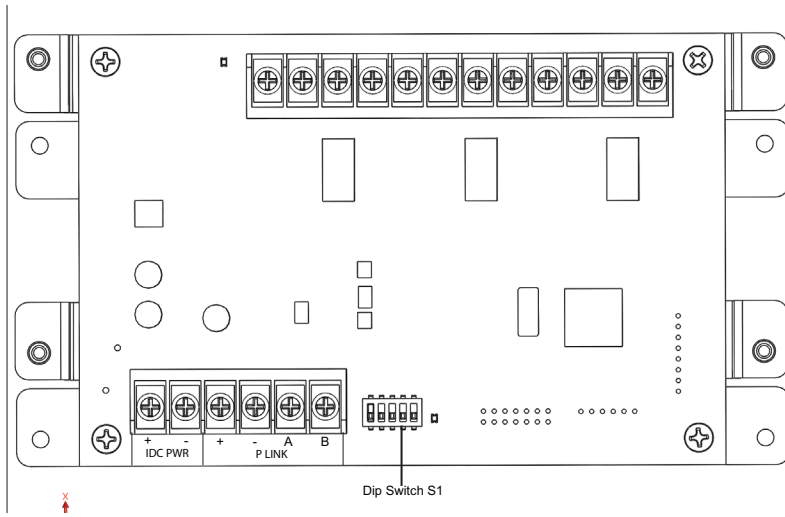 + - + - A B
IDC PWR P LINK
Dip Switch S1
X